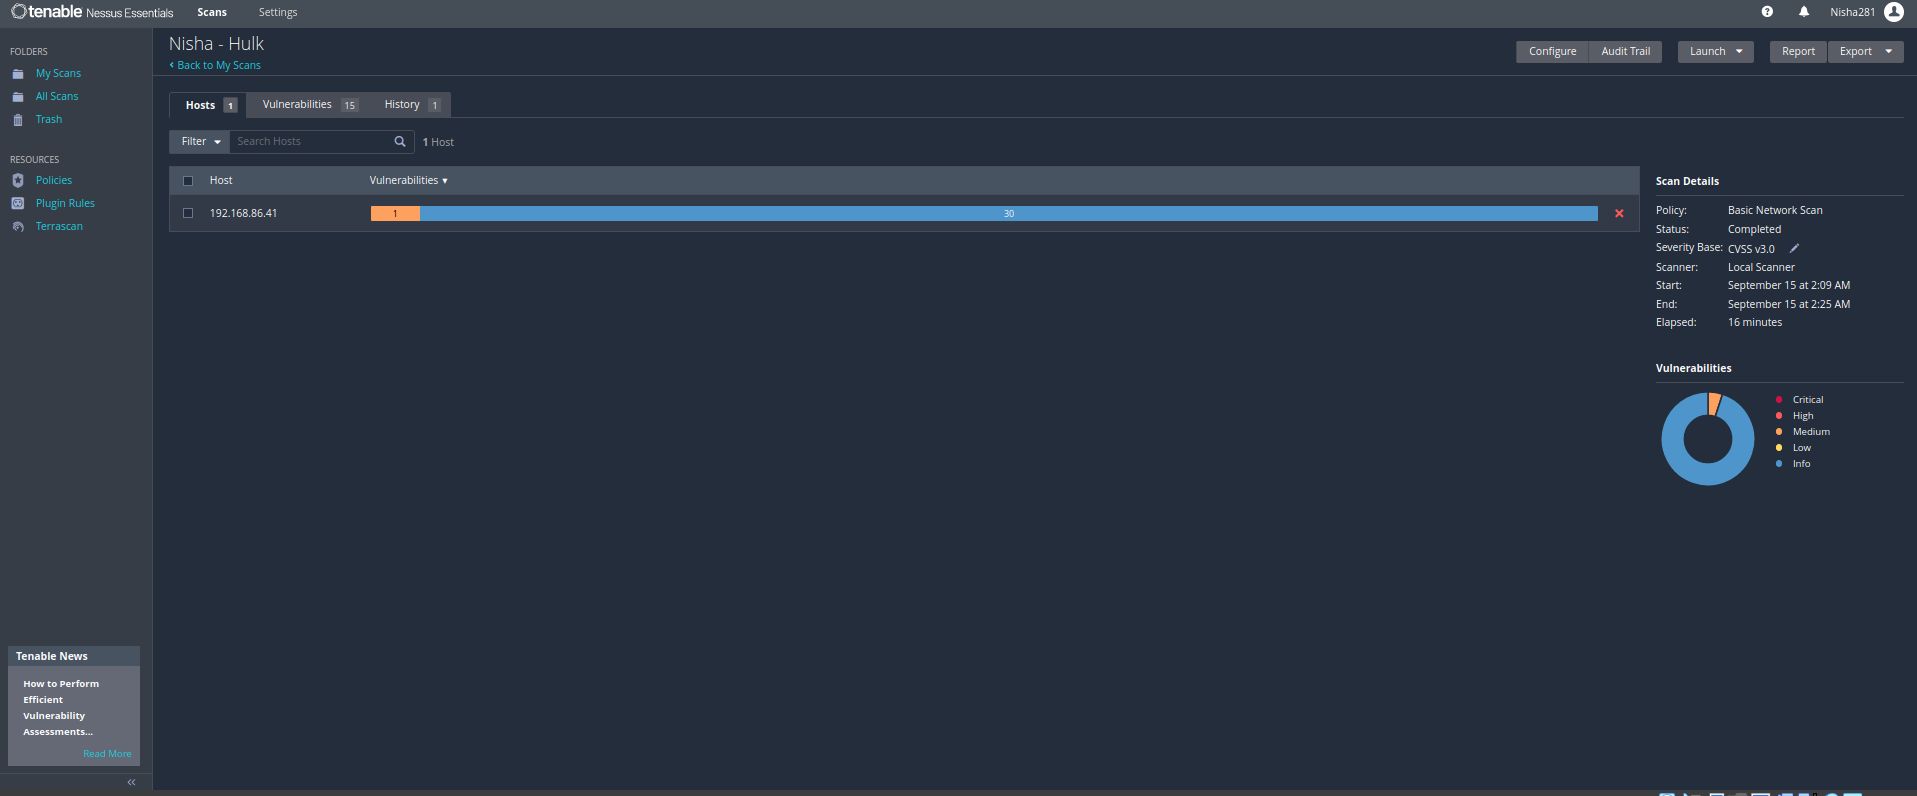 tenable Nessus Essentials Scans Settings Nisha281
FOLDERS
My Scans
All Scans
Trash
RESOURCES
Policies
Plugin Rules
Terrascan
Tenable News
How to Perform
Efficient
Vulnerability
Assessments...
Read More
Nisha - Hulk
Back to My Scans
Configure Audit Trail Launch Report Export
Hosts 1 Vulnerabilities 15 History 1
Filter Search Hosts 1 Host
Host Vulnerabilities
192.168.86.41 1 30
Scan Details
Policy: Basic Network Scan
Status: Completed
Severity Base: CVSS v3.0
Scanner: Local Scanner
Start: September 15 at 2:09 AM
End: September 15 at 2:25 AM
Elapsed: 16 minutes
Vulnerabilities
Critical
High
Medium
Low
Info